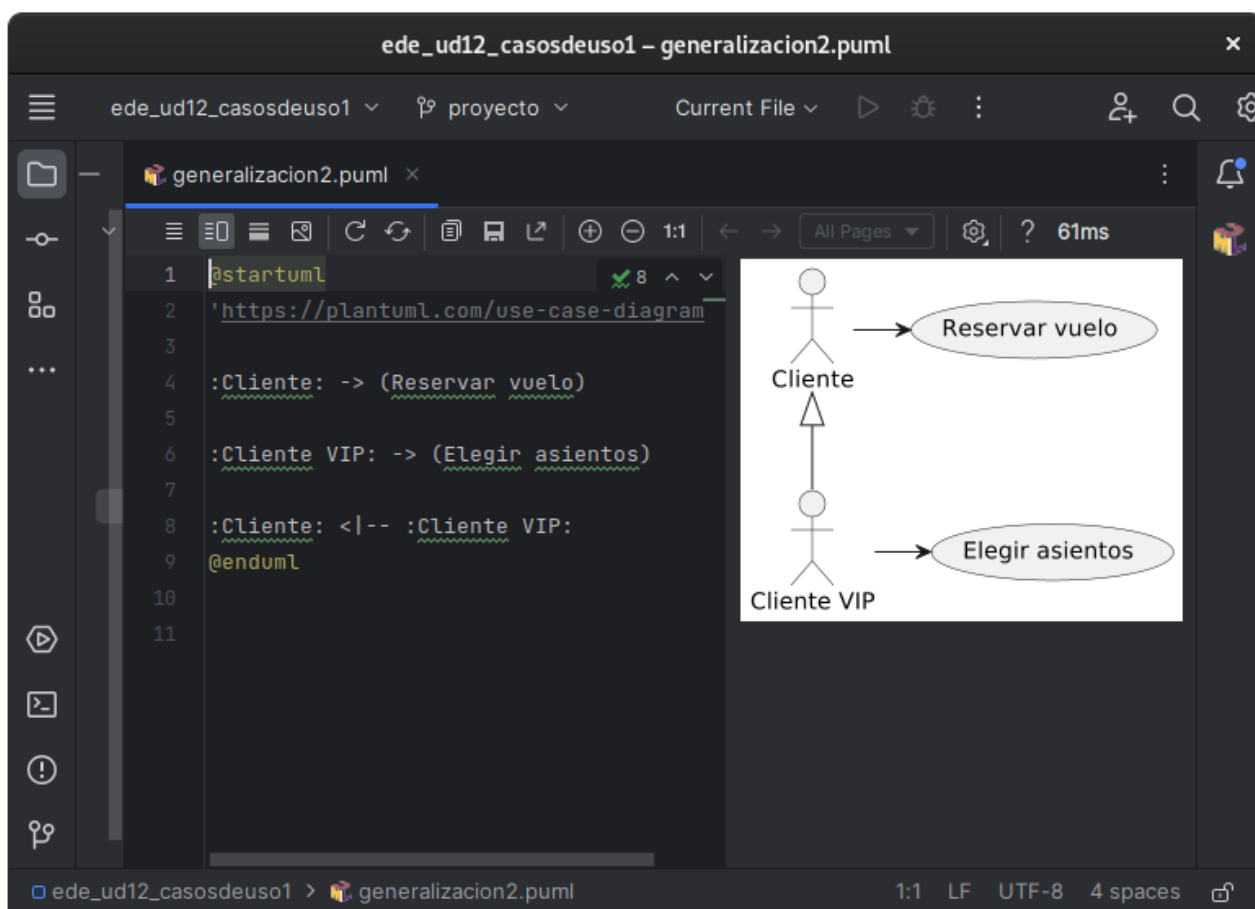 ede_ud12_casosdeuso1 – generalizacion2.puml
ede_ud12_casosdeuso1 proyecto Current File
generalizacion2.puml
1:1 All Pages ? 61ms
1 @startuml 8
2 'https://plantuml.com/use-case-diagram
3
4 :Cliente: -> (Reservar vuelo)
5
6 :Cliente VIP: -> (Elegir asientos)
7
8 :Cliente: <|-- :Cliente VIP:
9 @enduml
10
11
Reservar vuelo
Cliente
Elegir asientos
Cliente VIP
ede_ud12_casosdeuso1 > generalizacion2.puml 1:1 LF UTF-8 4 spaces